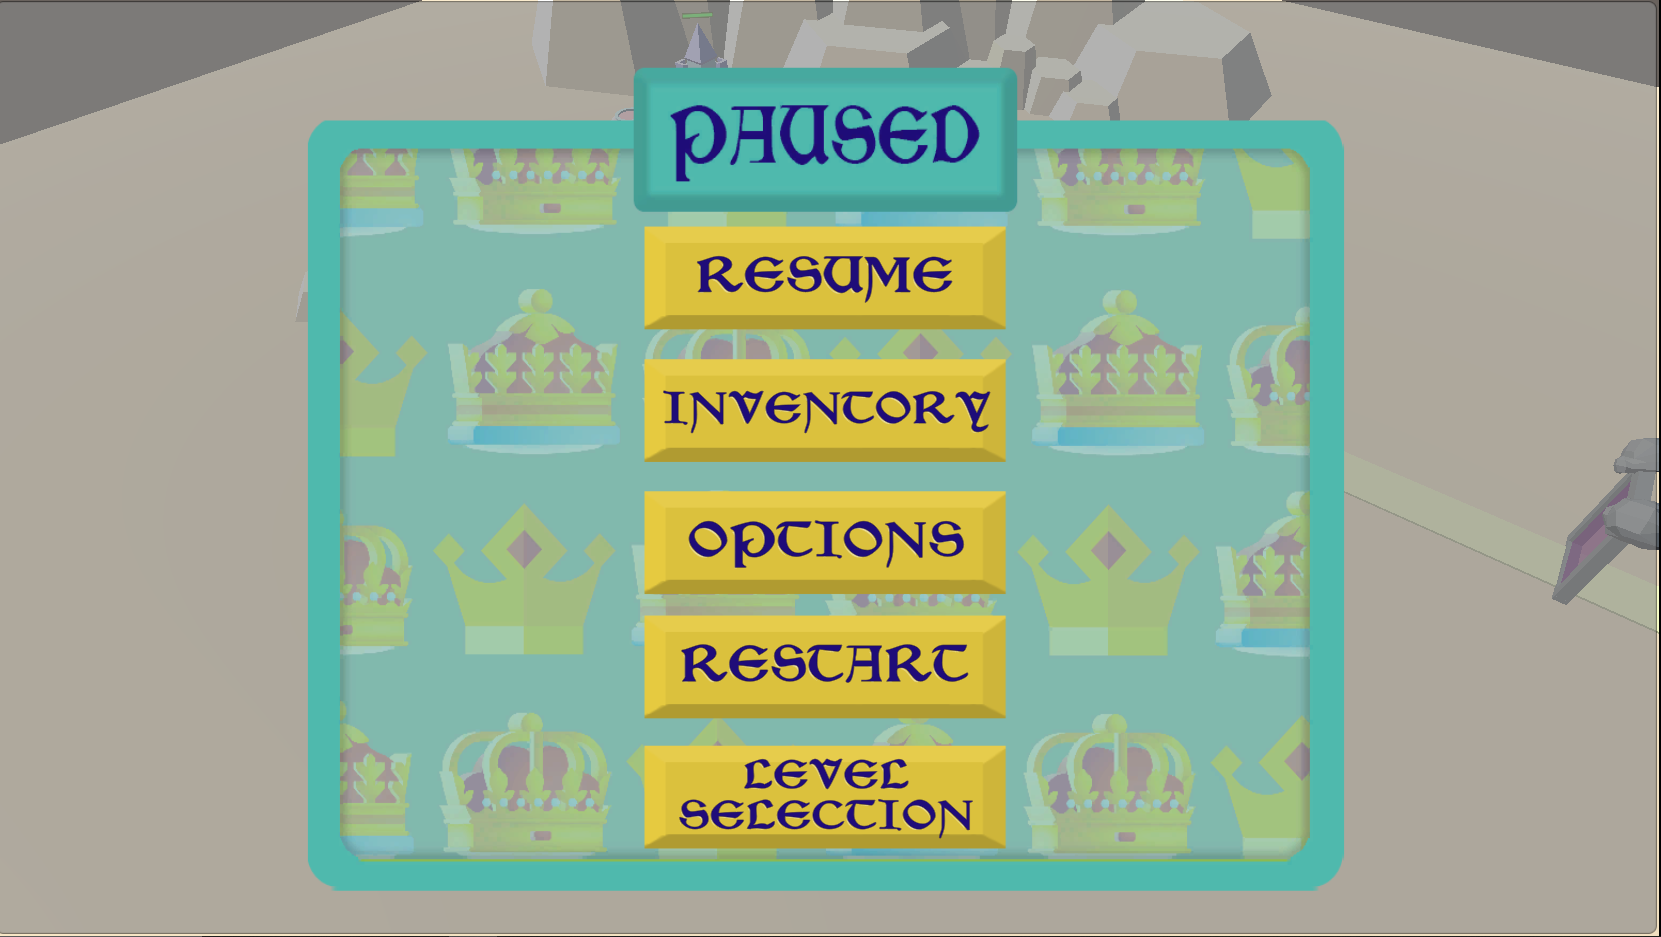 PAUSED
RESUME
INVENTORY
OPTIONS
RESTART
LEVEL
SELECTION